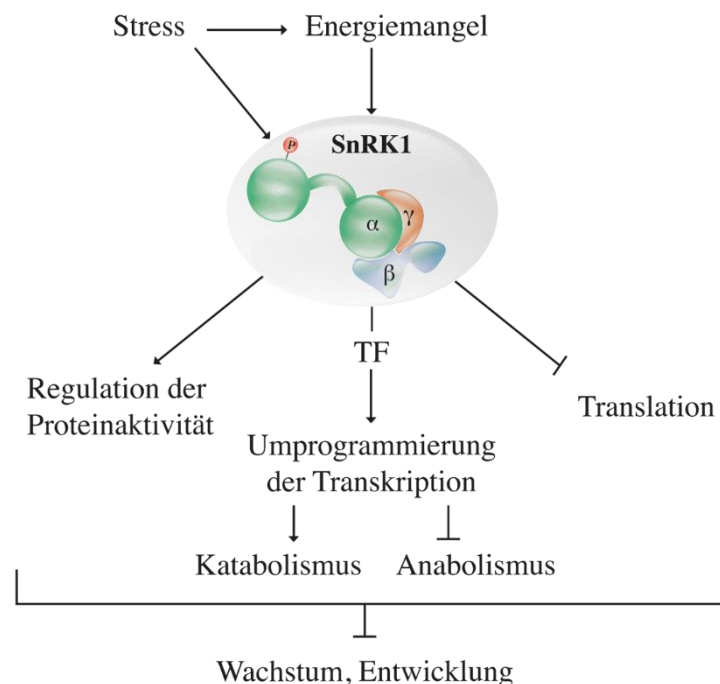 Stress
Energiemangel
SnRK1
P
α
γ
β
TF
Regulation der
Proteinaktivität
Translation
Umprogrammierung
der Transkription
Katabolismus
Anabolismus
Wachstum, Entwicklung